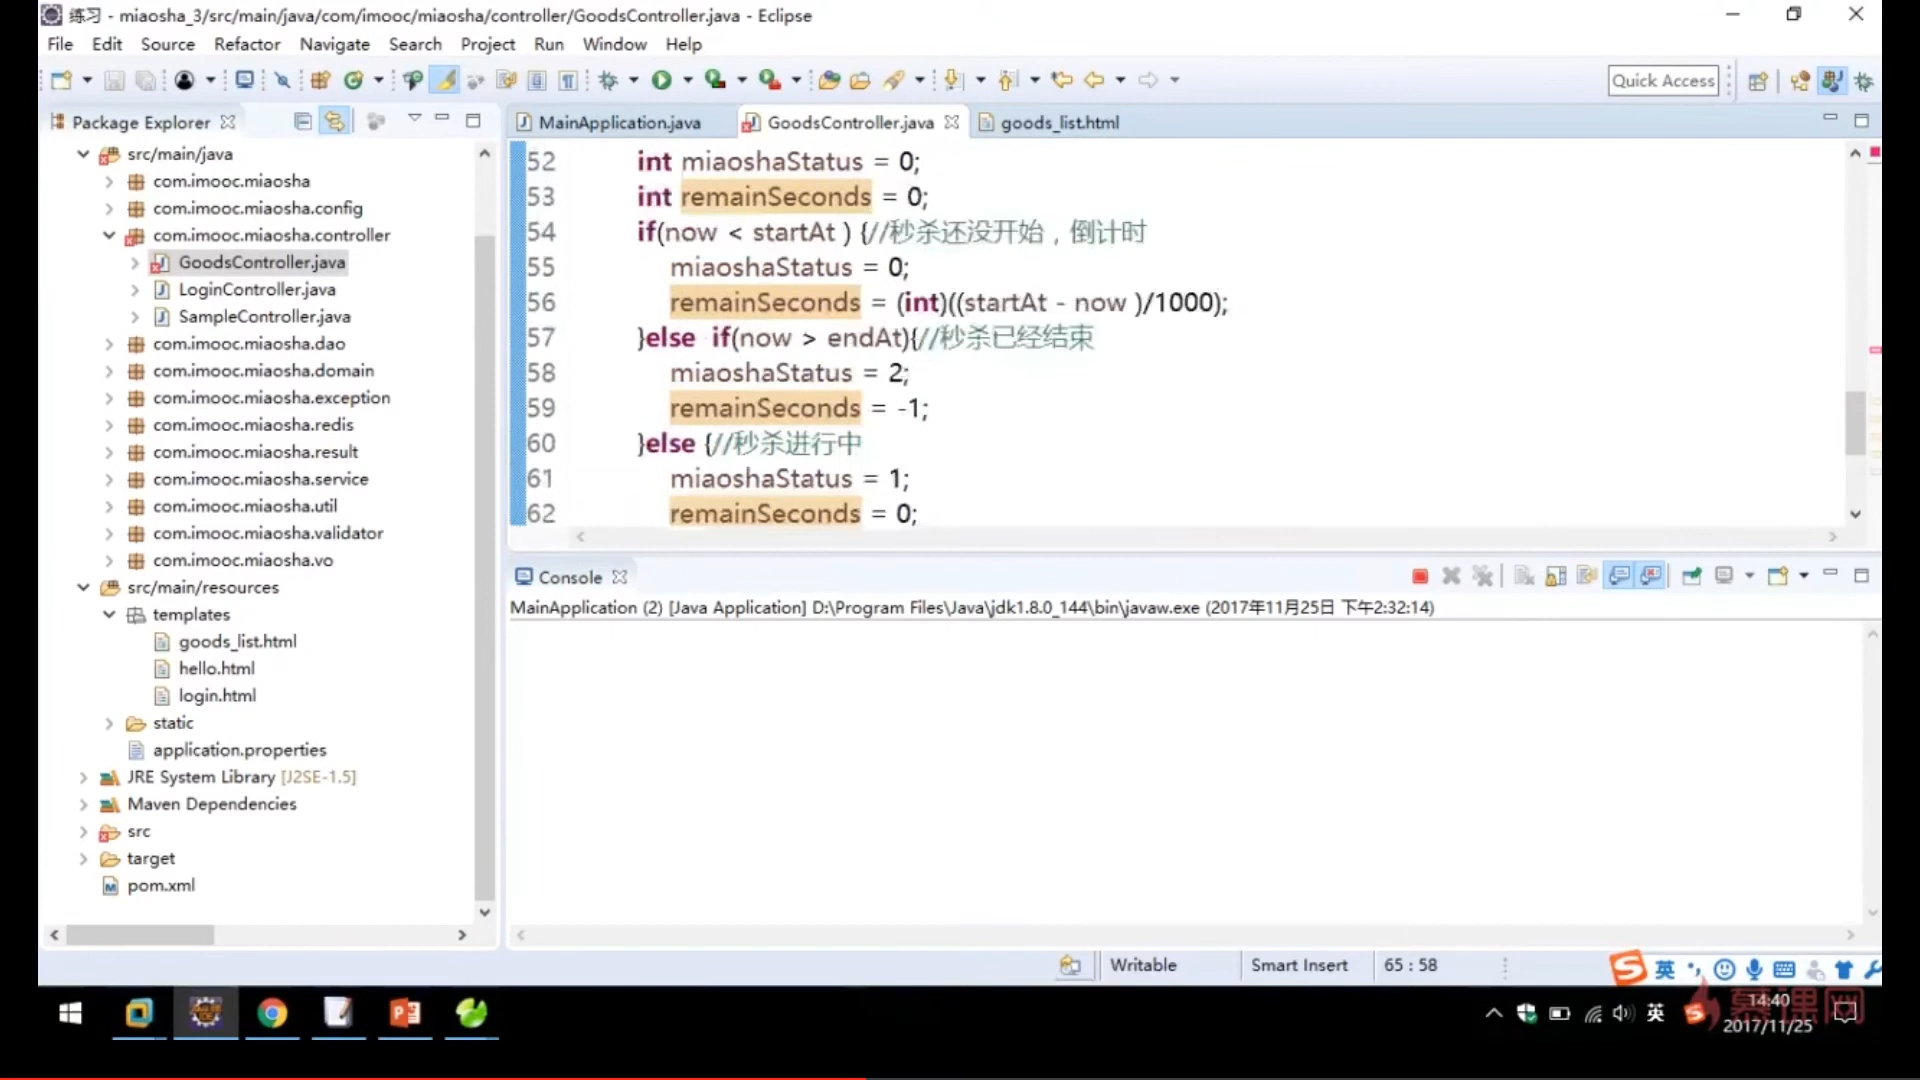 练习 - miaosha_3/src/main/java/com/imooc/miaosha/controller/GoodsController.java - Eclipse
File Edit Source Refactor Navigate Search Project Run Window Help
Quick Access
Package Explorer
src/main/java
com.imooc.miaosha
com.imooc.miaosha.config
com.imooc.miaosha.controller
GoodsController.java
LoginController.java
SampleController.java
com.imooc.miaosha.dao
com.imooc.miaosha.domain
com.imooc.miaosha.exception
com.imooc.miaosha.redis
com.imooc.miaosha.result
com.imooc.miaosha.service
com.imooc.miaosha.util
com.imooc.miaosha.validator
com.imooc.miaosha.vo
src/main/resources
templates
goods_list.html
hello.html
login.html
static
application.properties
JRE System Library [J2SE-1.5]
Maven Dependencies
src
target
pom.xml
MainApplication.java GoodsController.java goods_list.html
52 int miaoshaStatus = 0;
53 int remainSeconds = 0;
54 if(now < startAt ) {//秒杀还没开始，倒计时
55 miaoshaStatus = 0;
56 remainSeconds = (int)((startAt - now )/1000);
57 }else if(now > endAt){//秒杀已经结束
58 miaoshaStatus = 2;
59 remainSeconds = -1;
60 }else {//秒杀进行中
61 miaoshaStatus = 1;
62 remainSeconds = 0;
Console
MainApplication (2) [Java Application] D:\Program Files\Java\jdk1.8.0_144\bin\javaw.exe (2017年11月25日 下午2:32:14)
Writable Smart Insert 65 : 58
英
英
14:40
2017/11/25
慕课网